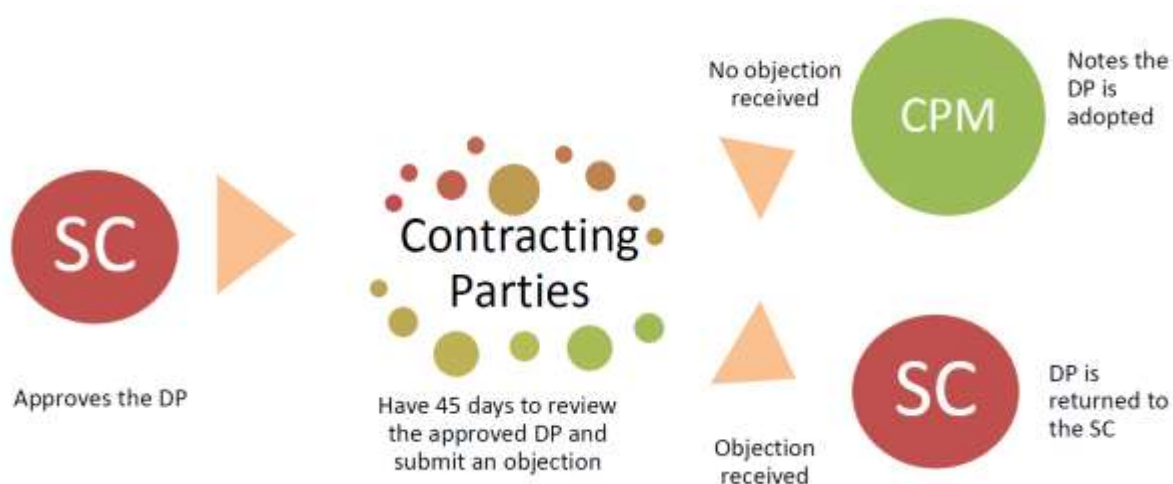 SC
Approves the DP
Contracting
Parties
Have 45 days to review
the approved DP and
submit an objection
No objection
received
CPM
Notes the
DP is
adopted
Objection
received
SC
DP is
returned to
the SC